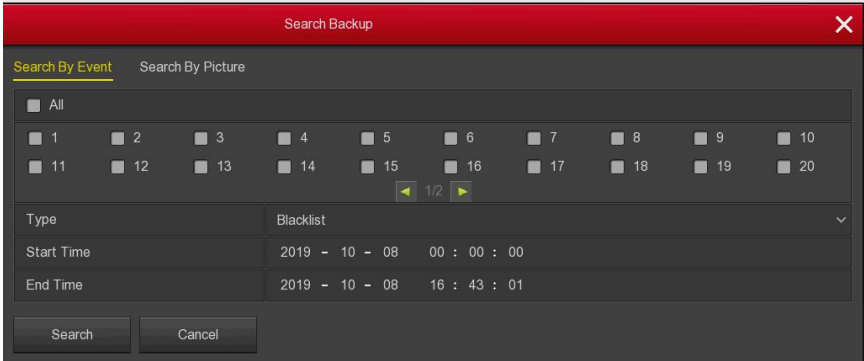 Search Backup
Search By Event Search By Picture
All
1 2 3 4 5 6 7 8 9 10
11 12 13 14 15 16 17 18 19 20
1/2
Type Blacklist
Start Time 2019 - 10 - 08 00 : 00 : 00
End Time 2019 - 10 - 08 16 : 43 : 01
Search Cancel